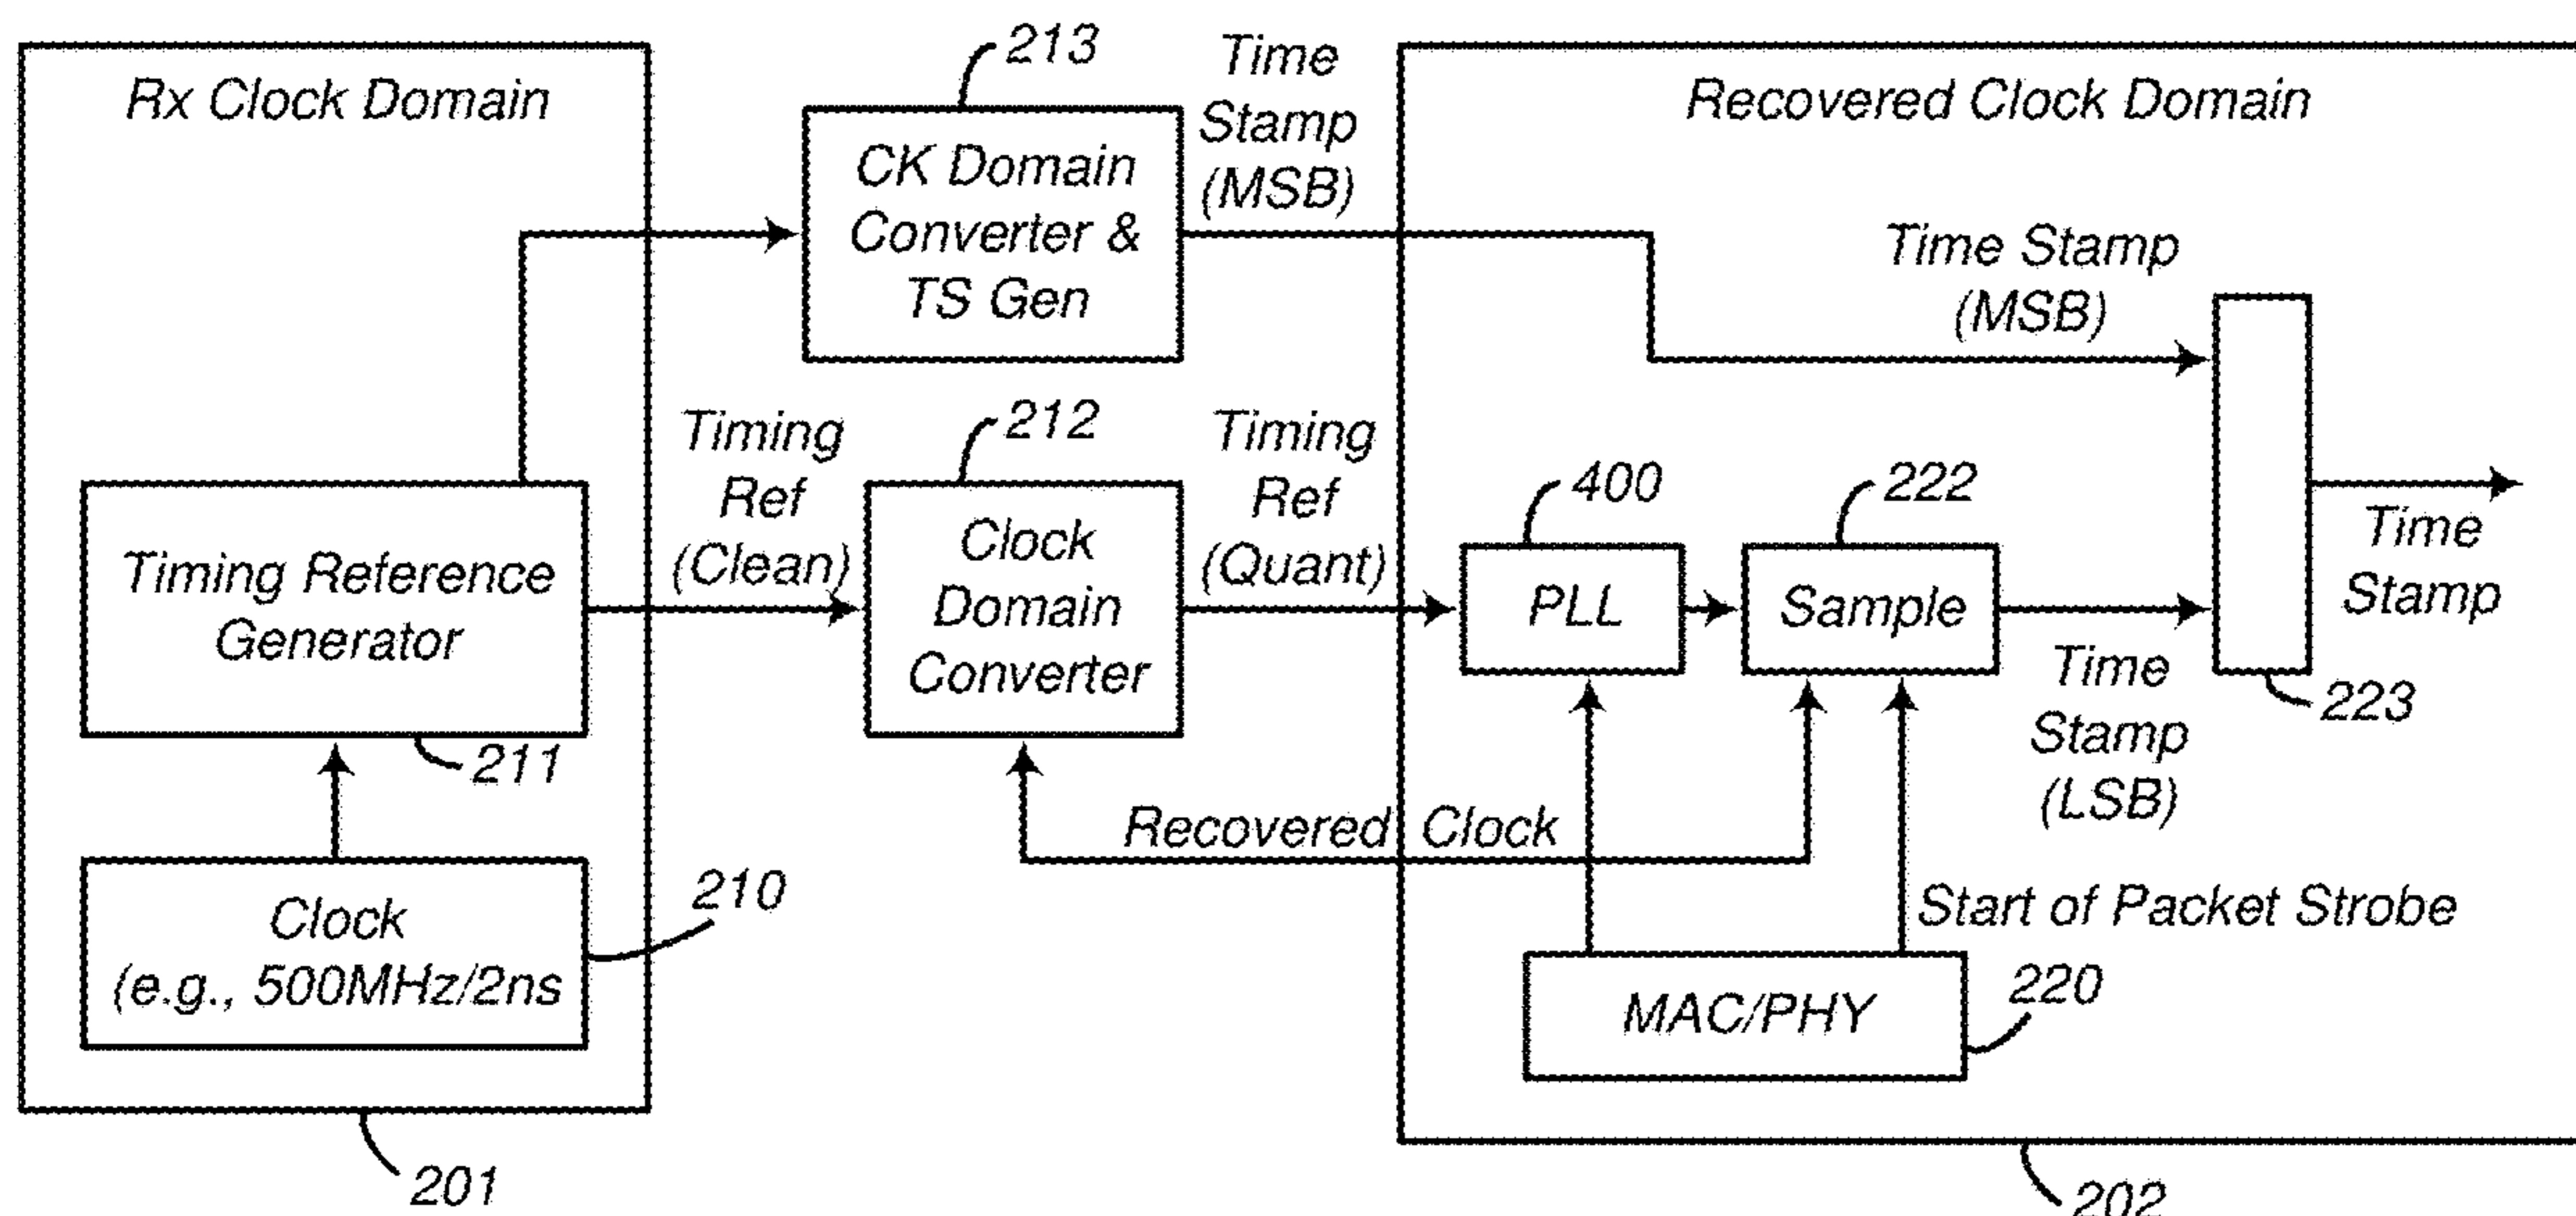 Rx Clock Domain
213
CK Domain
Converter &
TS Gen
Time
Stamp
(MSB)
Recovered Clock Domain
Time Stamp
(MSB)
Timing Reference
Generator
211
Timing
Ref
(Clean)
212
Clock
Domain
Converter
Timing
Ref
(Quant)
400
PLL
222
Sample
Time
Stamp
(LSB)
223
Time
Stamp
Clock
(e.g., 500MHz/2ns
210
Recovered Clock
Start of Packet Strobe
MAC/PHY
220
201
202